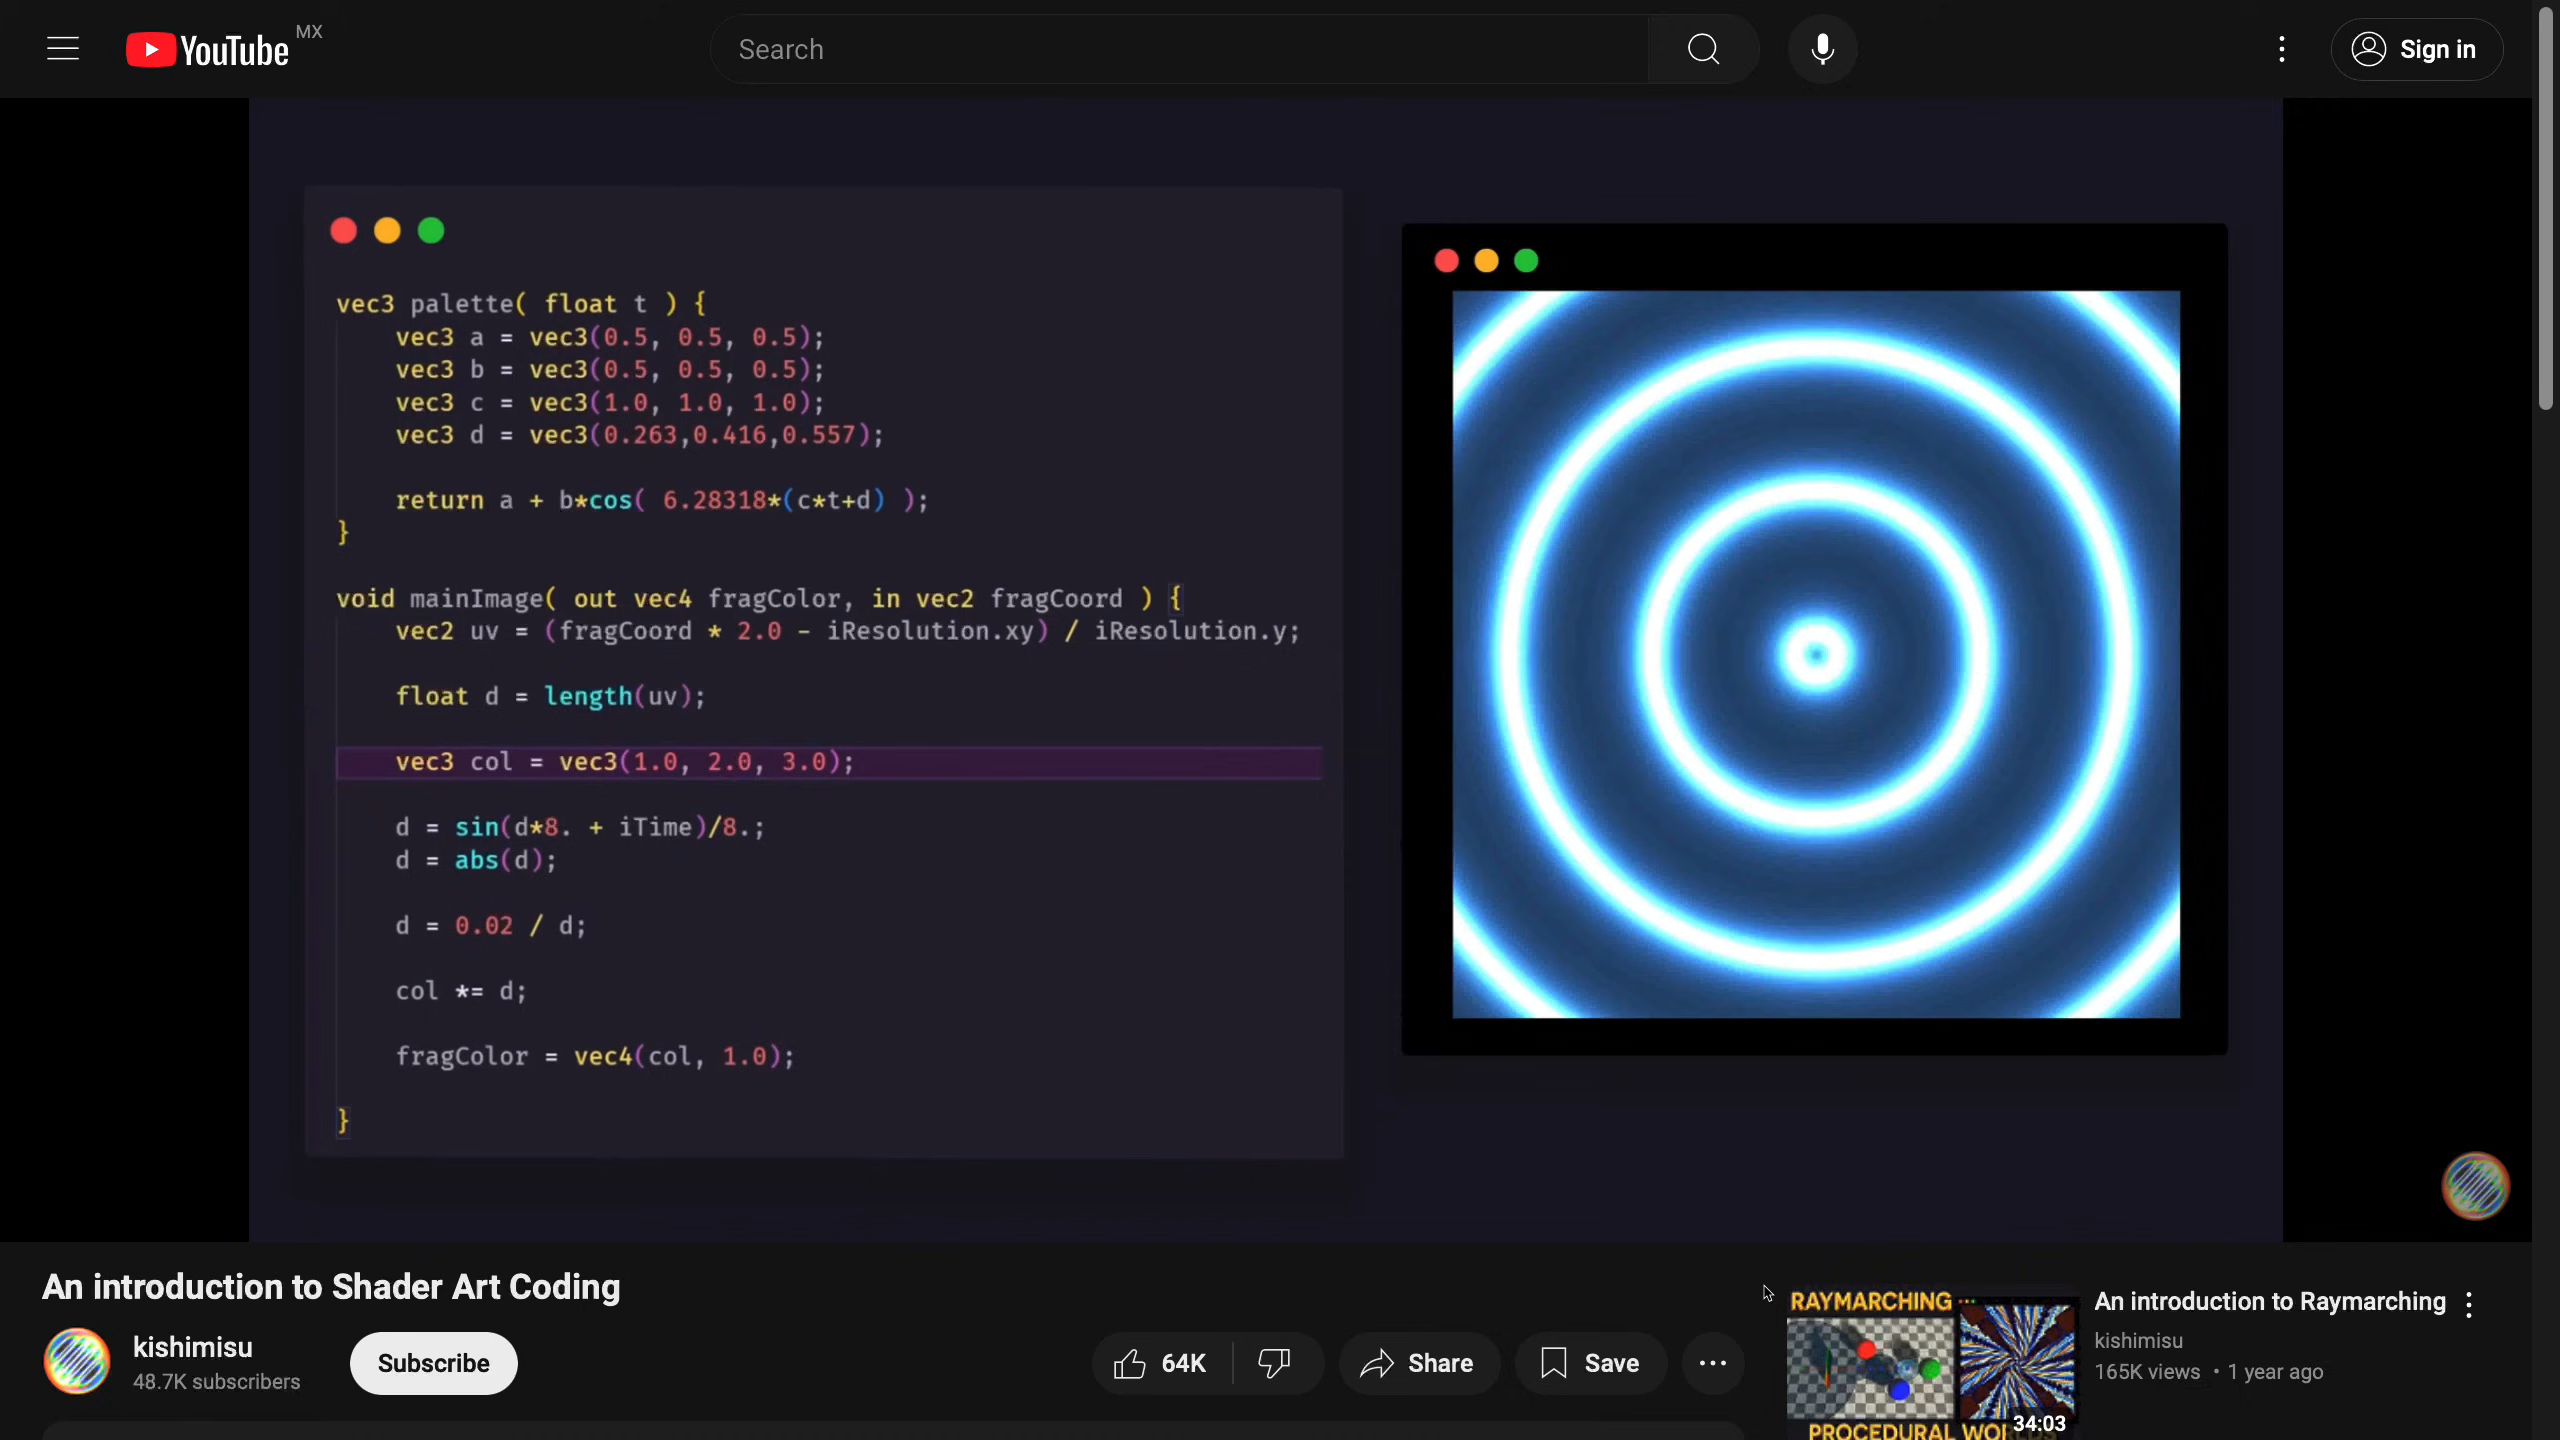 YouTube MX
Search
Sign in
vec3 palette( float t ) {
    vec3 a = vec3(0.5, 0.5, 0.5);
    vec3 b = vec3(0.5, 0.5, 0.5);
    vec3 c = vec3(1.0, 1.0, 1.0);
    vec3 d = vec3(0.263,0.416,0.557);
    return a + b*cos( 6.28318*(c*t+d) );
}
void mainImage( out vec4 fragColor, in vec2 fragCoord ) {
    vec2 uv = (fragCoord * 2.0 - iResolution.xy) / iResolution.y;
    float d = length(uv);
    vec3 col = vec3(1.0, 2.0, 3.0);
    d = sin(d*8. + iTime)/8.;
    d = abs(d);
    d = 0.02 / d;
    col *= d;
    fragColor = vec4(col, 1.0);
}
An introduction to Shader Art Coding
kishimisu
48.7K subscribers
Subscribe
64K
Share
Save
RAYMARCHING
PROCEDURAL WORLDS
34:03
An introduction to Raymarching
kishimisu
165K views • 1 year ago